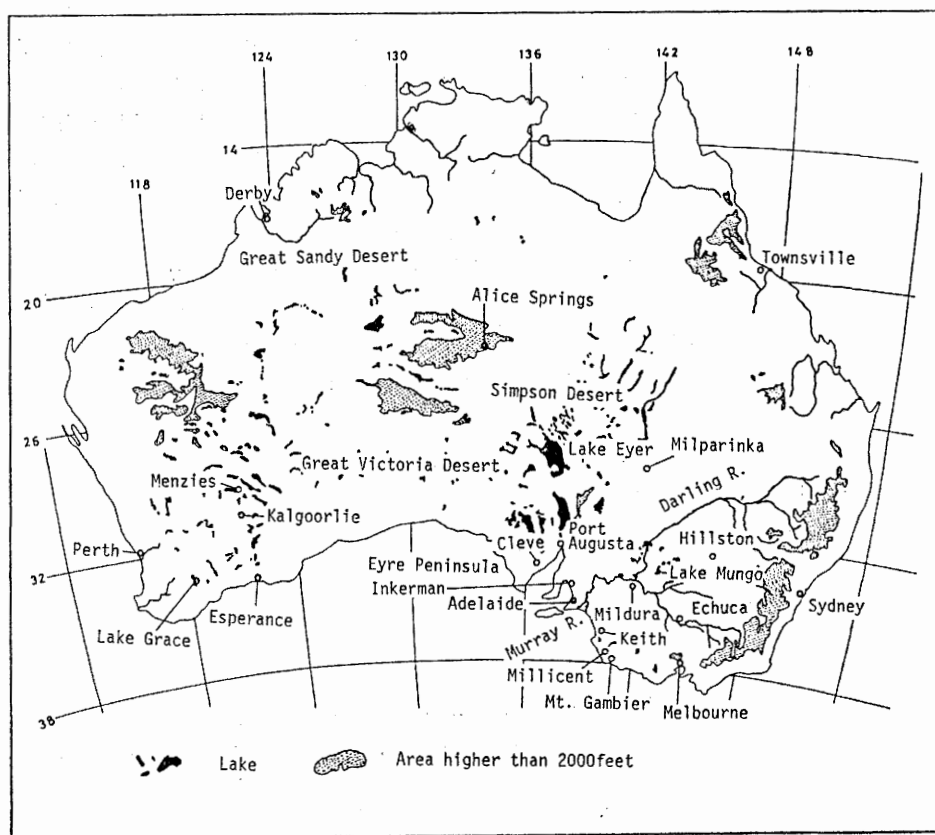 124
130
136
142
148
14
118
Derby
Great Sandy Desert
Townsville
20
Alice Springs
Simpson Desert
26
Lake Eyer
Milparinka
Great Victoria Desert
Menzies
Darling R.
Kalgoorlie
Port
Augusta
Hillston
Cleve
Perth
Eyre Peninsula
32
Inkerman
Lake Mungo
Adelaide
Mildura
Echuca
Sydney
Lake Grace
Esperance
Murray R.
Keith
Millicent
Mt. Gambier
Melbourne
38
Lake
Area higher than 2000feet